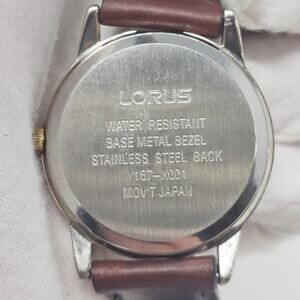 LORUS
WATER RESISTANT
BASE METAL BEZEL
STAINLESS STEEL BACK
Y167-X001
MOV'T JAPAN